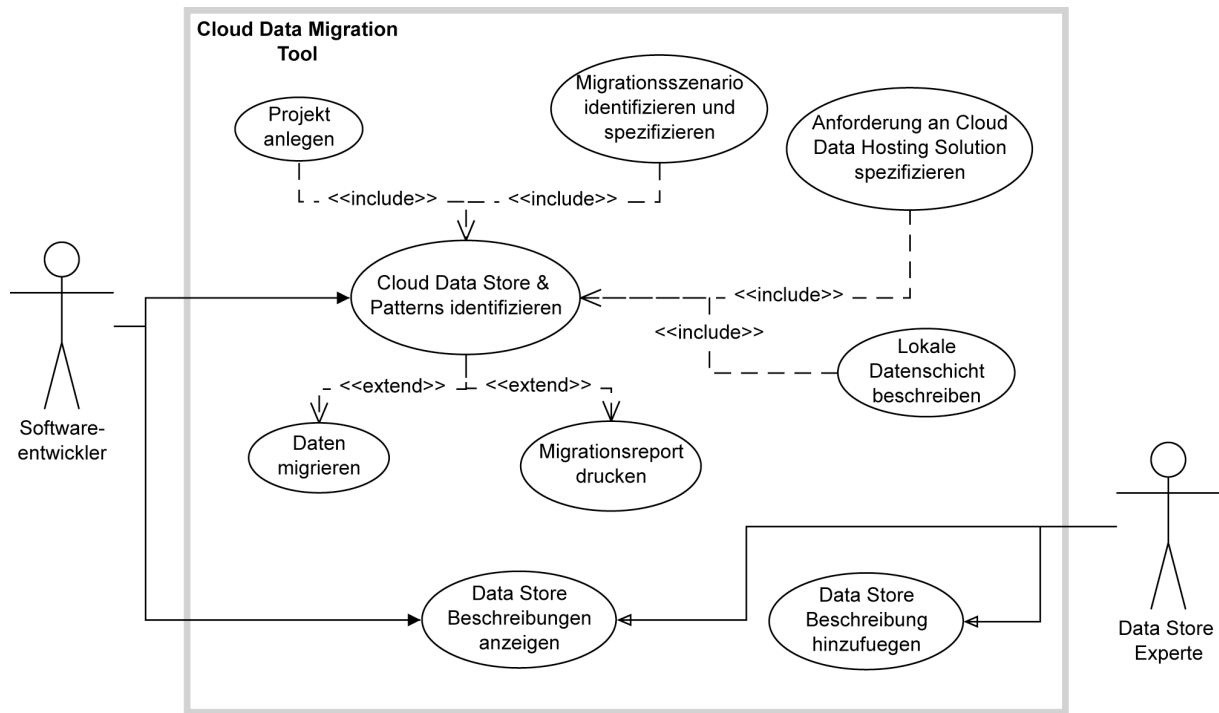 Cloud Data Migration
Tool
Projekt
anlegen
Migrationsszenario
identifizieren und
spezifizieren
Anforderung an Cloud
Data Hosting Solution
spezifizieren
<<include>>
<<include>>
Cloud Data Store &
Patterns identifizieren
<<include>>
<<include>>
Lokale
Datenschicht
beschreiben
<<extend>>
<<extend>>
Daten
migrieren
Migrationsreport
drucken
Software-
entwickler
Data Store
Beschreibungen
anzeigen
Data Store
Beschreibung
hinzufuegen
Data Store
Experte